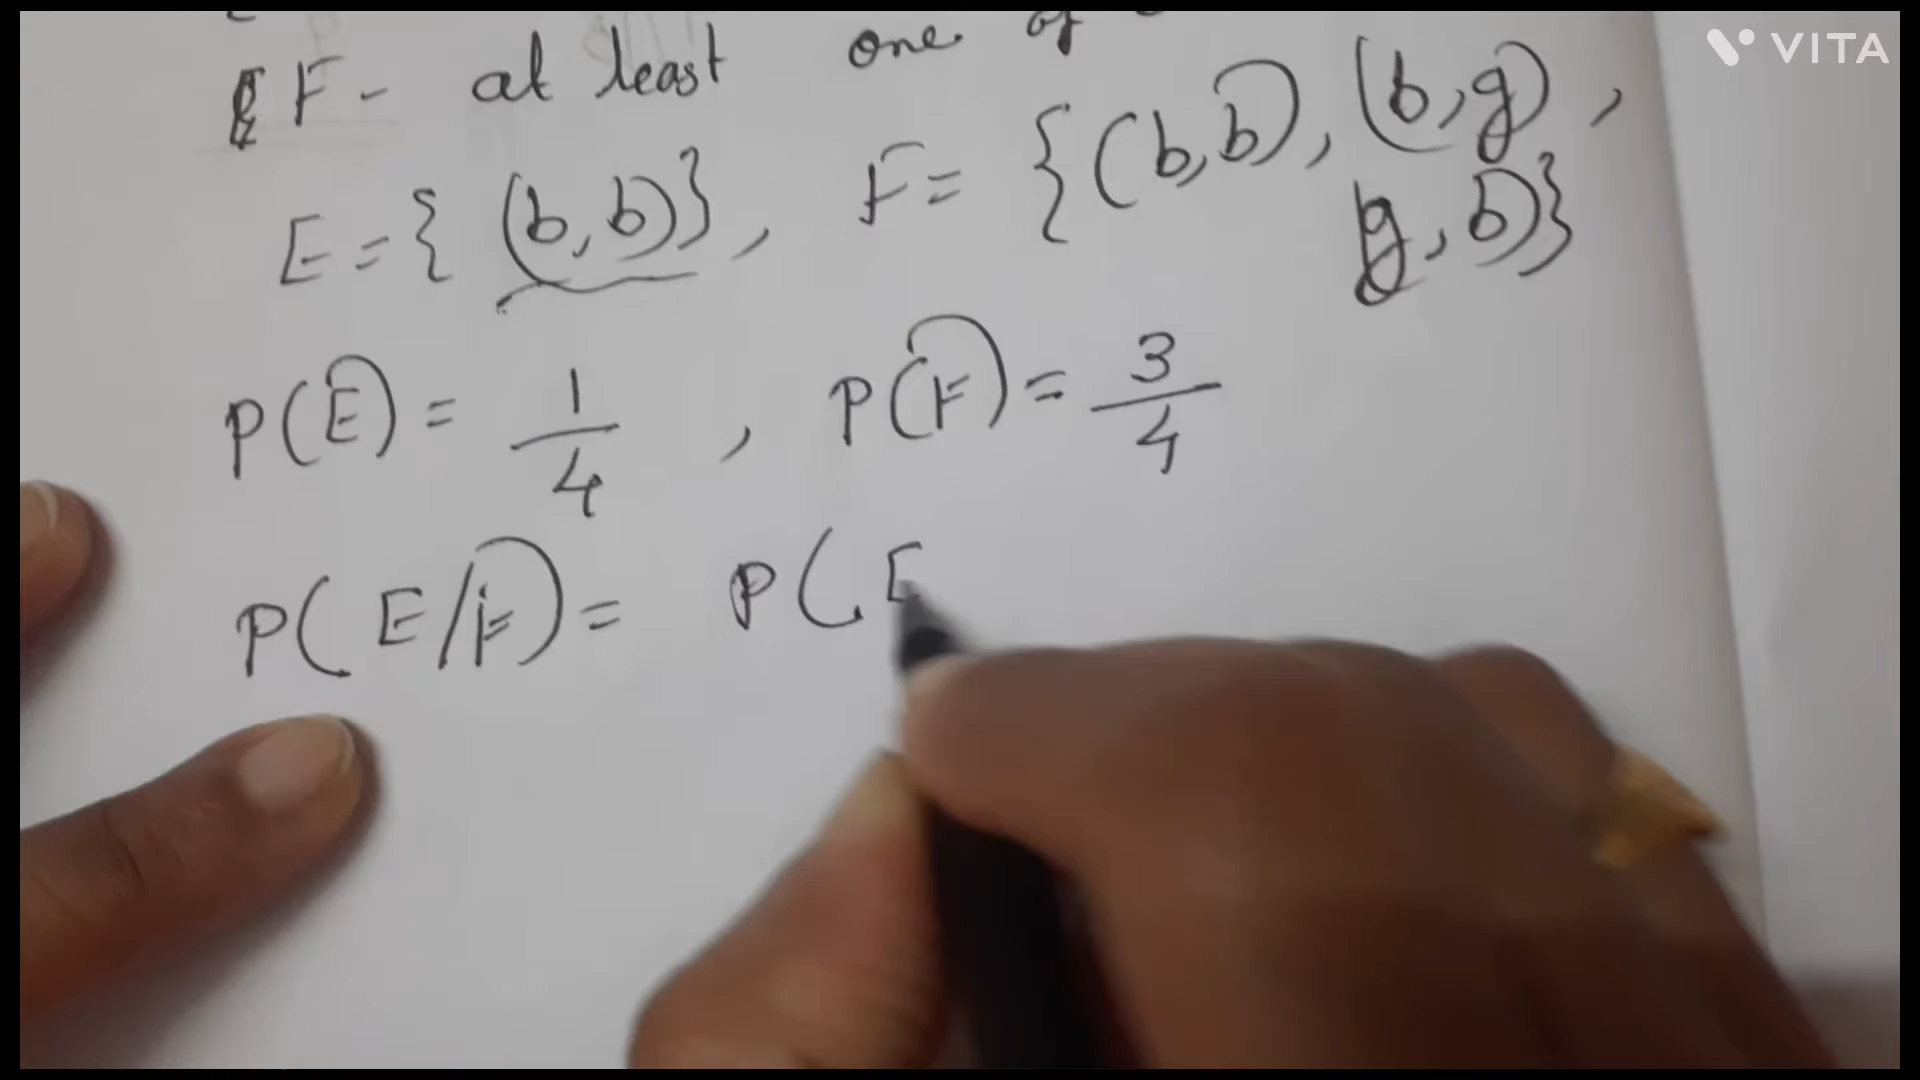 F - at least one of
E = { (b, b) }, F = { (b, b), (b, g),
g, b) }
P(E) = 1/4 , P(F) = 3/4
P( E/F ) = P( E
VITA